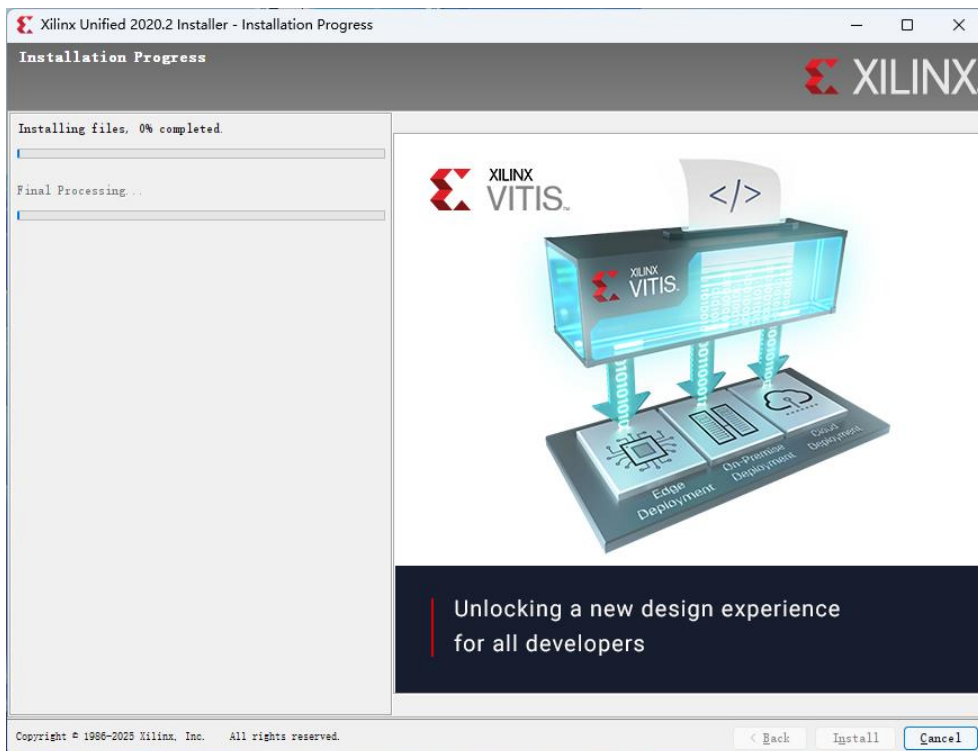 Xilinx Unified 2020.2 Installer - Installation Progress
Installation Progress
XILINX
Installing files, 0% completed.
Final Processing...
XILINX
VITIS™
</>
XILINX
VITIS™
Edge
Deployment
On-Premise
Deployment
Cloud
Deployment
Unlocking a new design experience
for all developers
Copyright © 1986-2025 Xilinx, Inc. All rights reserved.
< Back
Install
Cancel